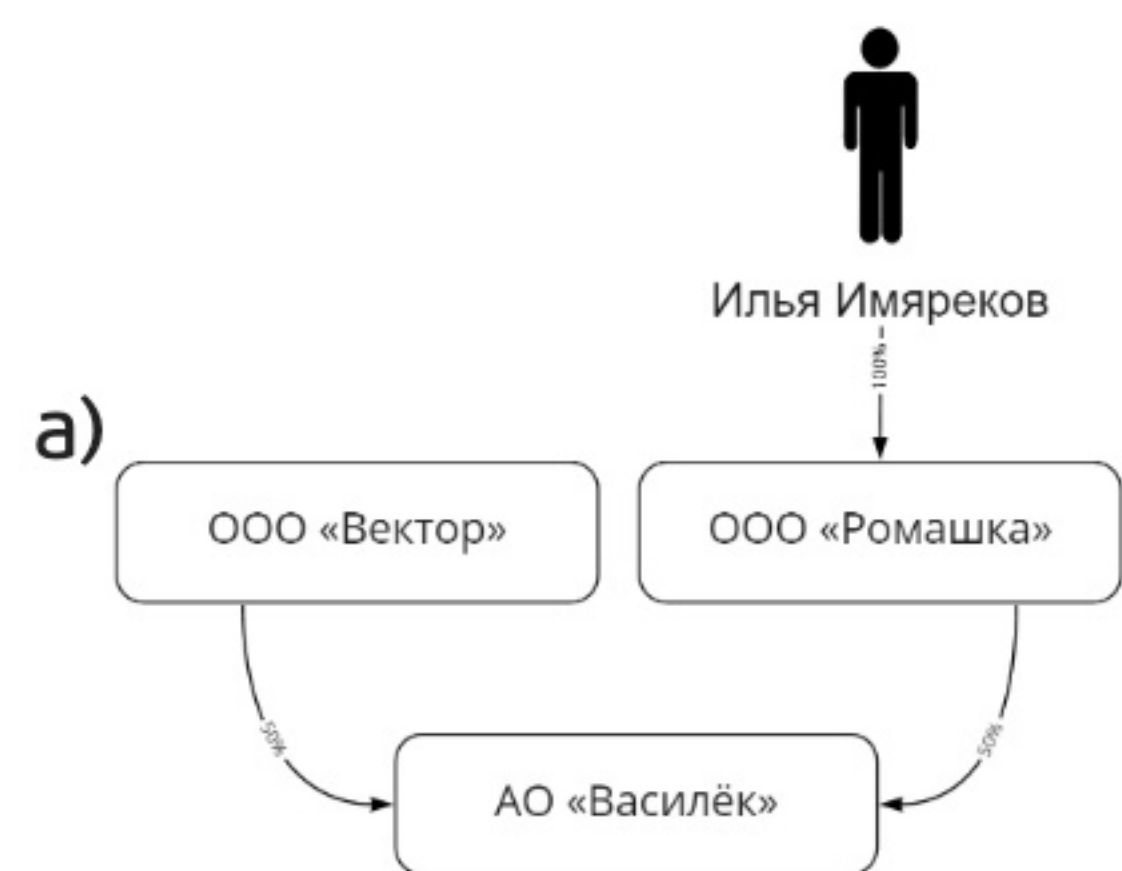 Илья Имяреков
100%
а)
ООО «Вектор»
ООО «Ромашка»
50%
50%
АО «Василёк»